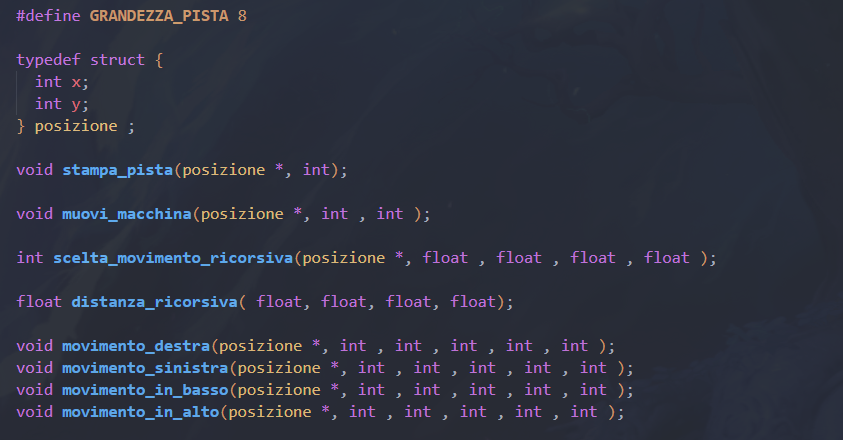 #define GRANDEZZA_PISTA 8
typedef struct {
int x;
int y;
} posizione ;
void stampa_pista(posizione *, int);
void muovi_macchina(posizione *, int , int );
int scelta_movimento_ricorsiva(posizione *, float , float , float , float );
float distanza_ricorsiva( float, float, float, float);
void movimento_destra(posizione *, int , int , int , int , int );
void movimento_sinistra(posizione *, int , int , int , int , int );
void movimento_in_basso(posizione *, int , int , int , int , int );
void movimento_in_alto(posizione *, int , int , int , int , int );